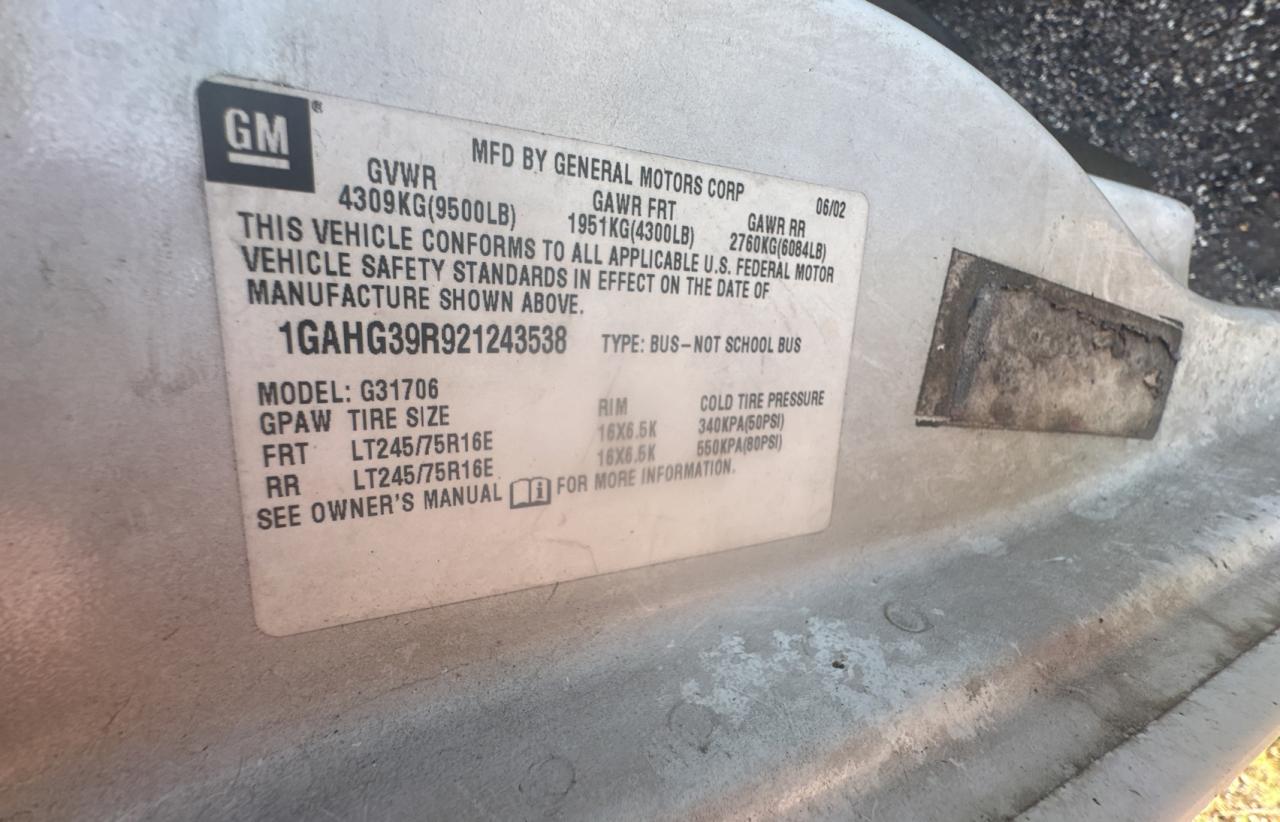 GM ®
MFD BY GENERAL MOTORS CORP 06/02
GVWR GAWR FRT GAWR RR
4309KG(9500LB) 1951KG(4300LB) 2760KG(6084LB)
THIS VEHICLE CONFORMS TO ALL APPLICABLE U.S. FEDERAL MOTOR
VEHICLE SAFETY STANDARDS IN EFFECT ON THE DATE OF
MANUFACTURE SHOWN ABOVE.
1GAHG39R921243538 TYPE: BUS-NOT SCHOOL BUS
MODEL: G31706
GPAW TIRE SIZE RIM COLD TIRE PRESSURE
FRT LT245/75R16E 16X6.5K 340KPA(50PSI)
RR LT245/75R16E 16X6.5K 550KPA(80PSI)
SEE OWNER'S MANUAL i FOR MORE INFORMATION.